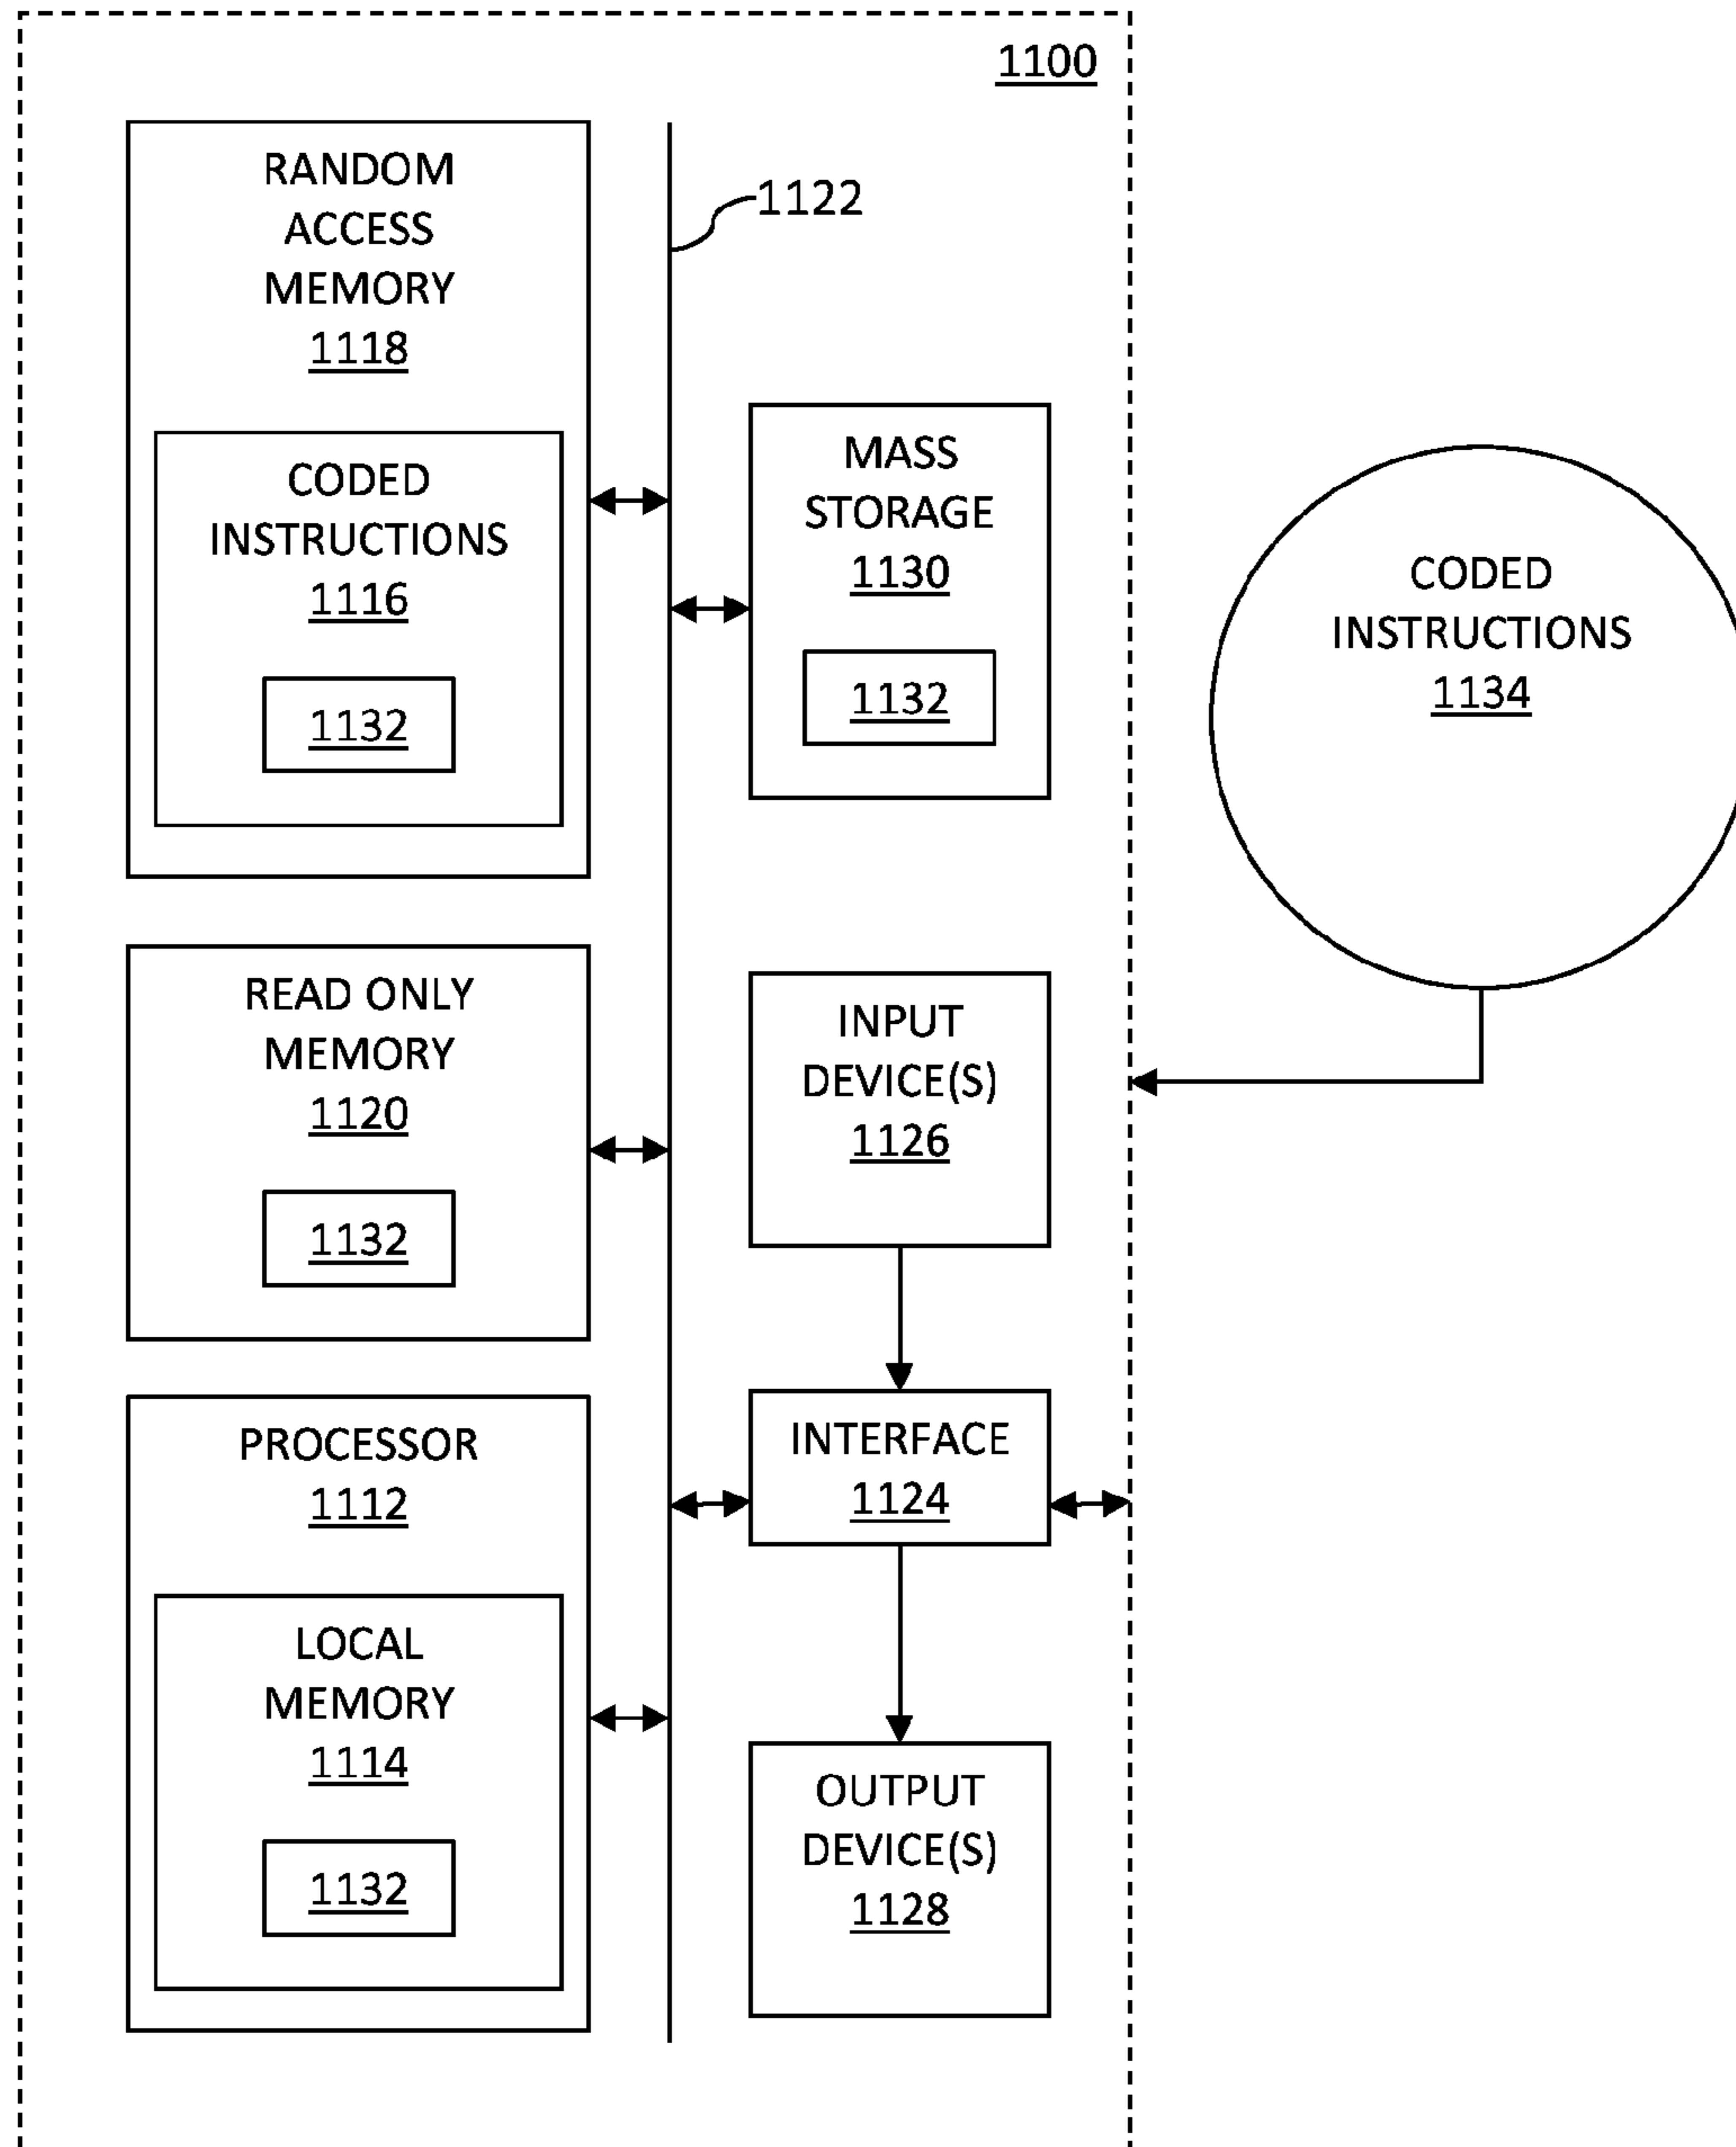 1100
RANDOM
ACCESS
MEMORY
1118
CODED
INSTRUCTIONS
1116
1132
1122
MASS
STORAGE
1130
1132
CODED
INSTRUCTIONS
1134
READ ONLY
MEMORY
1120
1132
INPUT
DEVICE(S)
1126
PROCESSOR
1112
LOCAL
MEMORY
1114
1132
INTERFACE
1124
OUTPUT
DEVICE(S)
1128